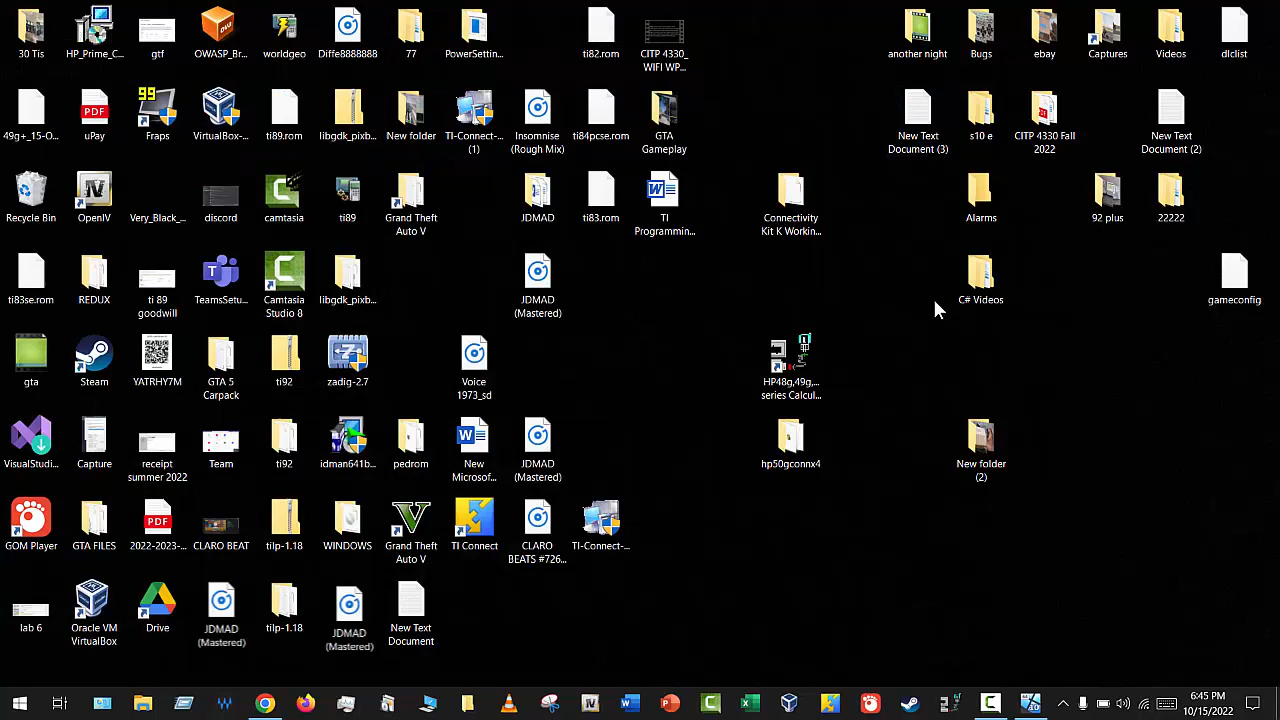 30 Tis
HP_Prime_C...
gtf
OWASP_Br...
worldgeo
Diffe8888888
77
PowerSettin...
ti82.rom
CITP 4330_
WIFI WP...
another night
Bugs
ebay
Captures
Videos
dlclist
49g+_15-O...
PDF
uPay
99
Fraps
VirtualBox-...
ti89.rom
libgdk_pixb...
New folder
TI-Connect-...
(1)
Insomnise
(Rough Mix)
ti84pcse.rom
GTA
Gameplay
New Text
Document (3)
s10 e
CITP 4330 Fall
2022
New Text
Document (2)
Recycle Bin
OpenIV
Very_Black_...
discord
camtasia
ti89
Grand Theft
Auto V
JDMAD
ti83.rom
TI
Programmin...
Connectivity
Kit K Workin...
Alarms
92 plus
22222
ti83se.rom
REDUX
ti 89
goodwill
TeamsSetu...
Camtasia
Studio 8
libgdk_pixb...
JDMAD
(Mastered)
C# Videos
gameconfig
gta
Steam
YATRHY7M
GTA 5
Carpack
ti92
zadig-2.7
Voice
1973_sd
HP48g,49g,...
series Calcul...
VisualStudi...
Capture
receipt
summer 2022
Team
ti92
idman641b...
pedrom
New
Microsof...
JDMAD
(Mastered)
hp50gconnx4
New folder
(2)
GOM Player
GTA FILES
PDF
2022-2023-...
CLARO BEAT
tilp-1.18
WINDOWS
Grand Theft
Auto V
TI Connect
CLARO
BEATS #726...
TI-Connect-...
lab 6
Oracle VM
VirtualBox
Drive
JDMAD
(Mastered)
tilp-1.18
JDMAD
(Mastered)
New Text
Document
6:45 PM
10/15/2022